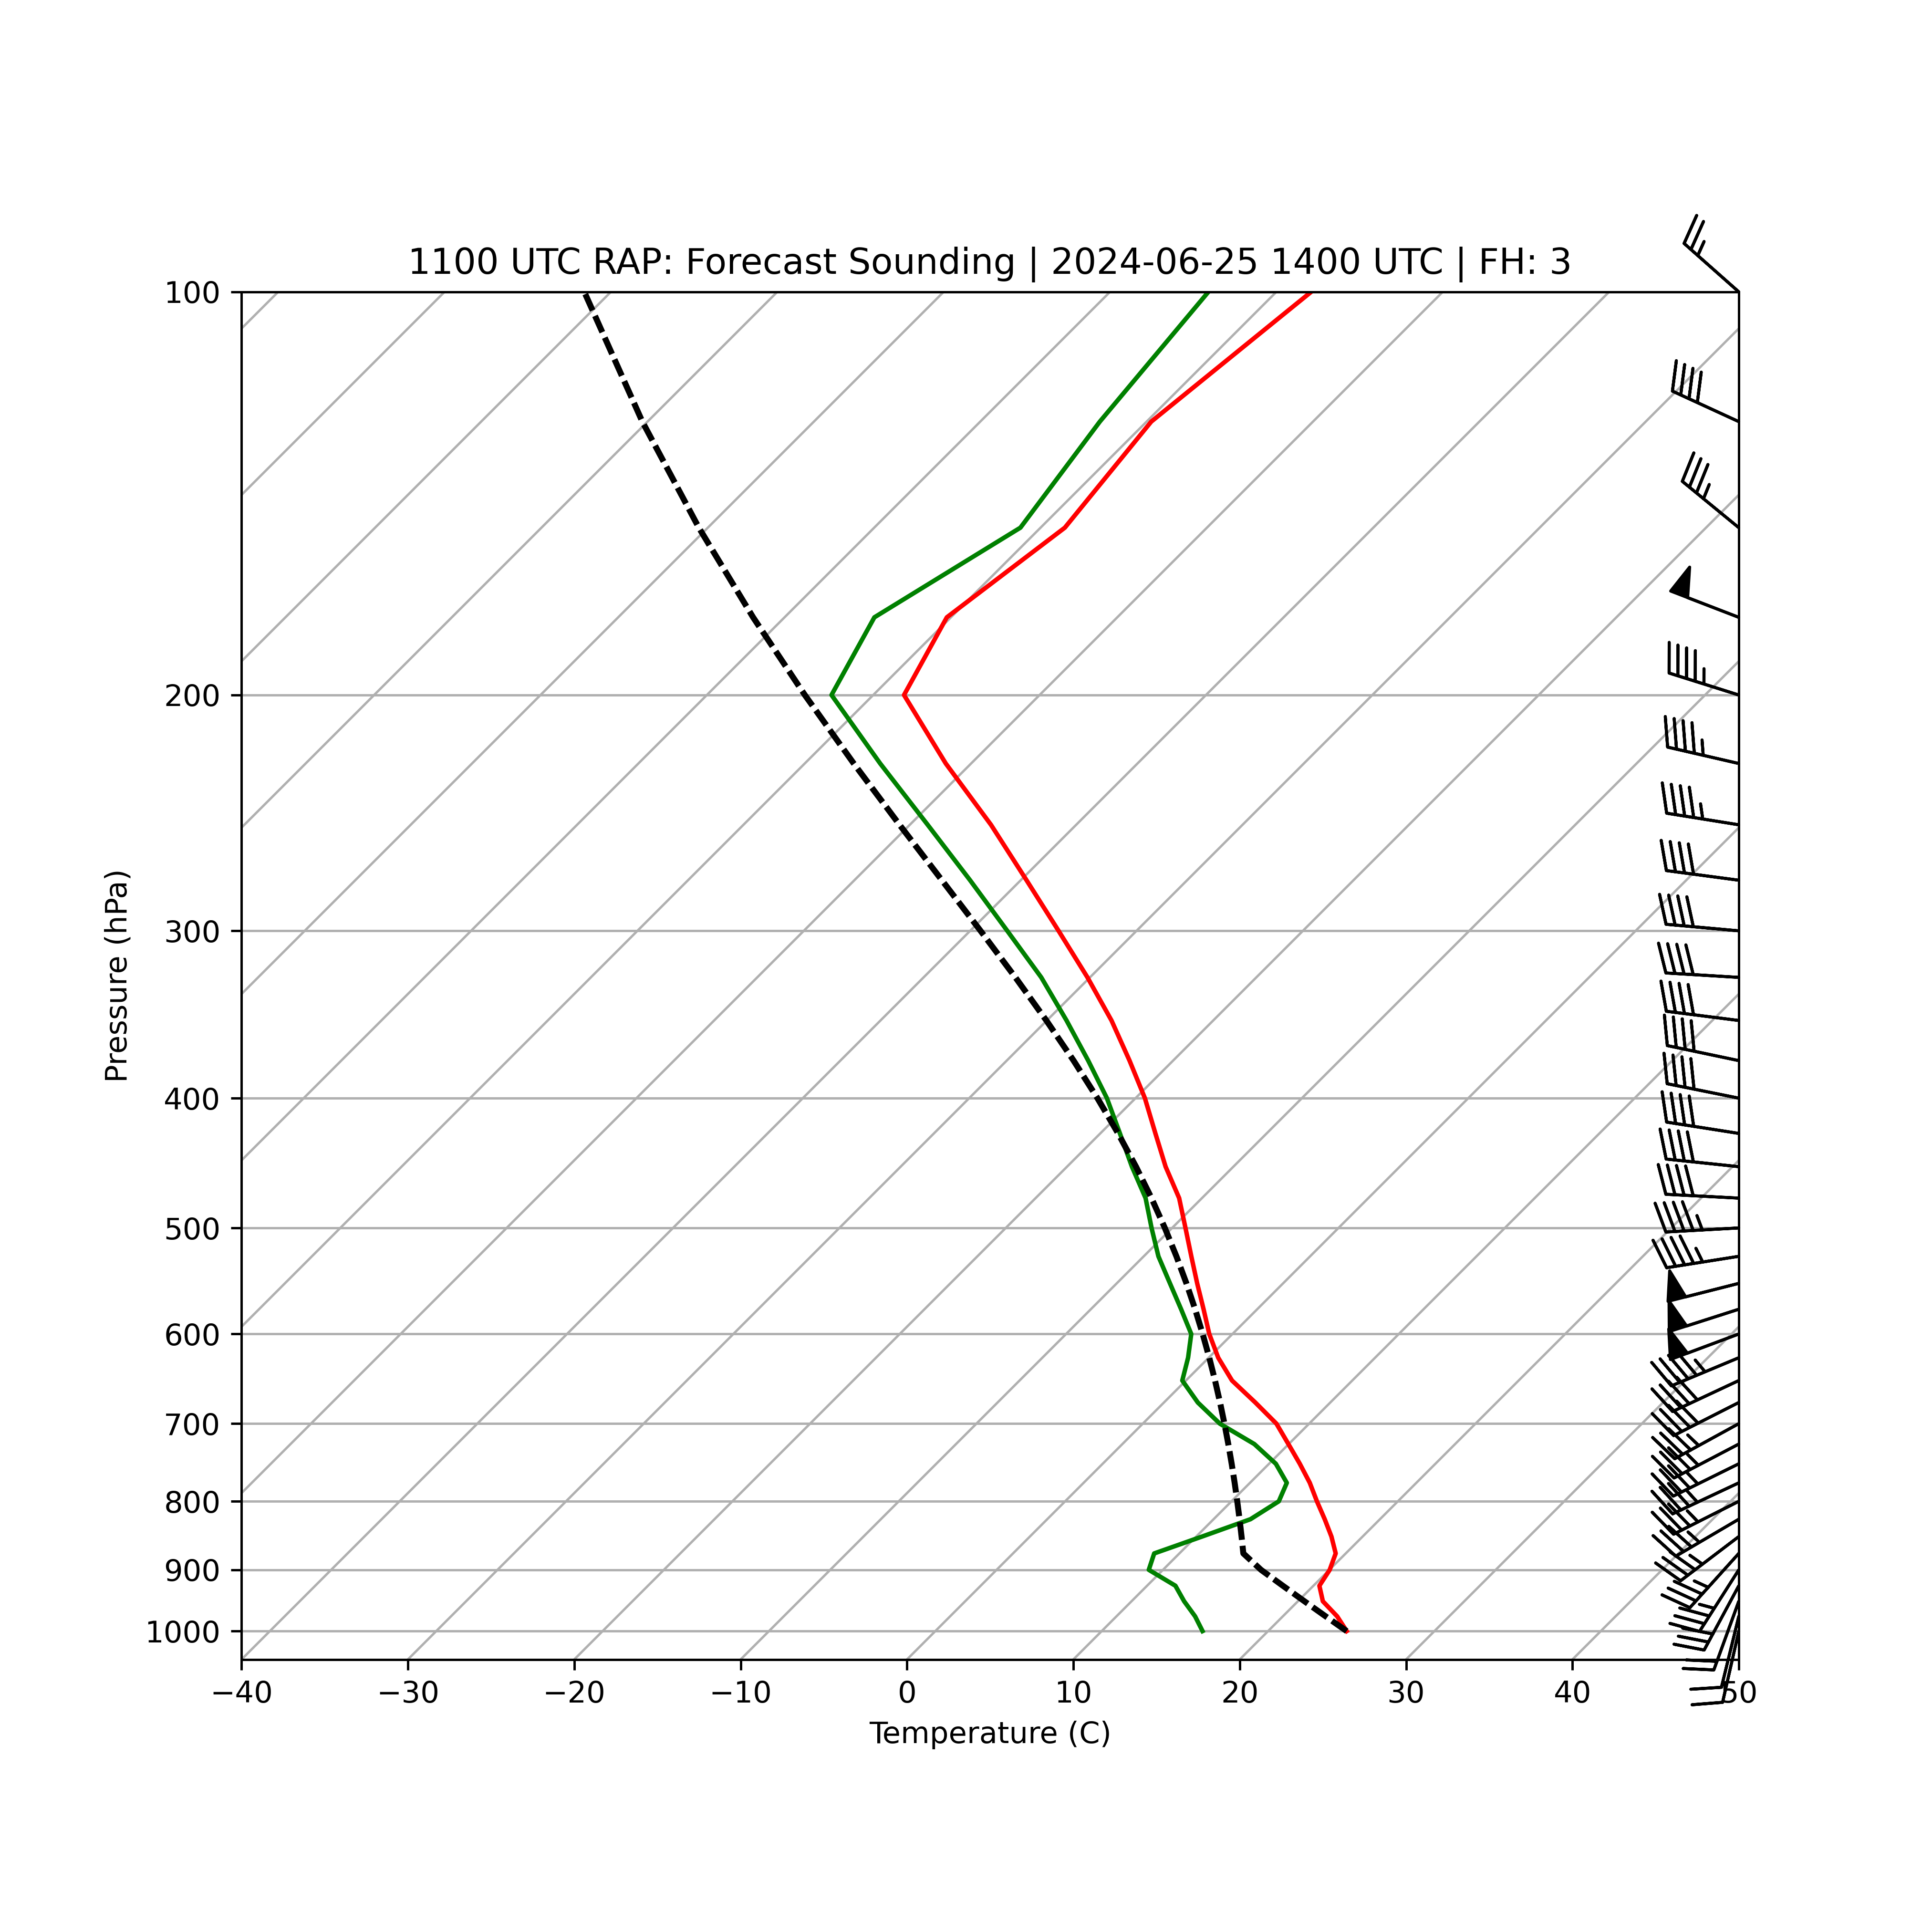 1100 UTC RAP: Forecast Sounding | 2024-06-25 1400 UTC | FH: 3
100
200
300
400
500
600
700
800
900
1000
Pressure (hPa)
−40 −30 −20 −10 0 10 20 30 40 50
Temperature (C)